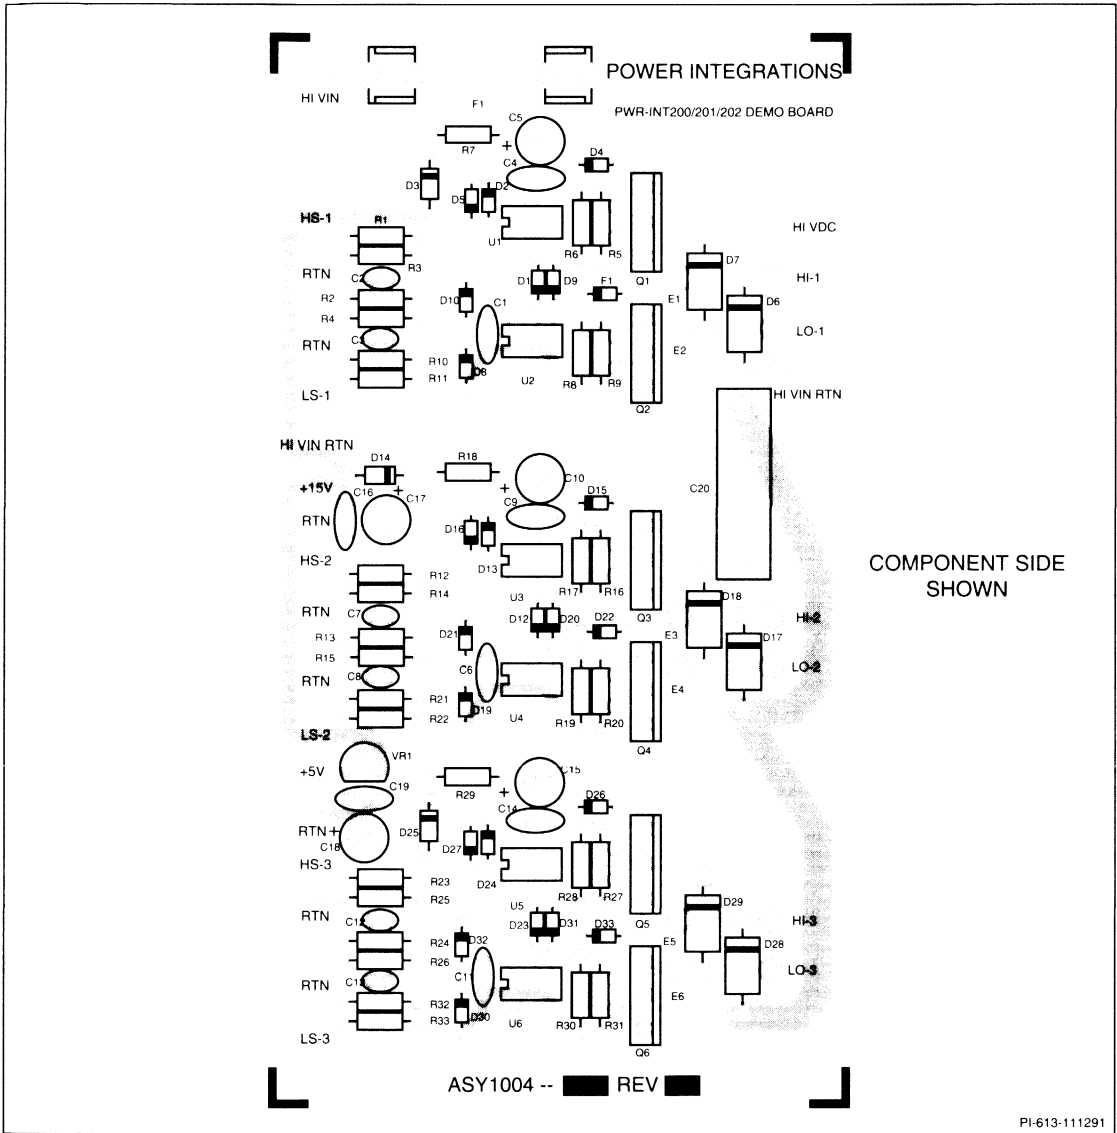 POWER INTEGRATIONS
HI VIN
F1
PWR-INT200/201/202 DEMO BOARD
C5
+
R7
D4
C4
D3
D5
D2
HS-1
R1
U1
HI VDC
R3
R6
R5
D7
RTN
C2
D1
D9
F1
Q1
HI-1
R2
D10
C1
E1
D6
R4
LO-1
RTN
C3
E2
R10
D8
R11
U2
R8
R9
LS-1
Q2
HI VIN RTN
HI VIN RTN
D14
R18
+15V
C16
+
C17
+
C10
D15
C20
C9
RTN
D16
HS-2
D13
COMPONENT SIDE
SHOWN
R12
R14
R17
R16
U3
D18
RTN
C7
D12
D20
D22
Q3
HI-2
R13
D21
E3
D17
R15
C6
LO-2
RTN
C8
E4
R21
D19
R22
U4
R19
R20
LS-2
Q4
VR1
+5V
C15
C19
R29
+
D26
C14
RTN
+
D25
C18
D27
HS-3
R23
D24
R25
R28
R27
U5
D29
RTN
C12
D23
D31
D33
Q5
HI-3
R24
D32
E5
D28
R26
C11
LO-3
RTN
C13
E6
R32
D30
R33
U6
R30
R31
LS-3
Q6
ASY1004 --
REV
PI-613-111291